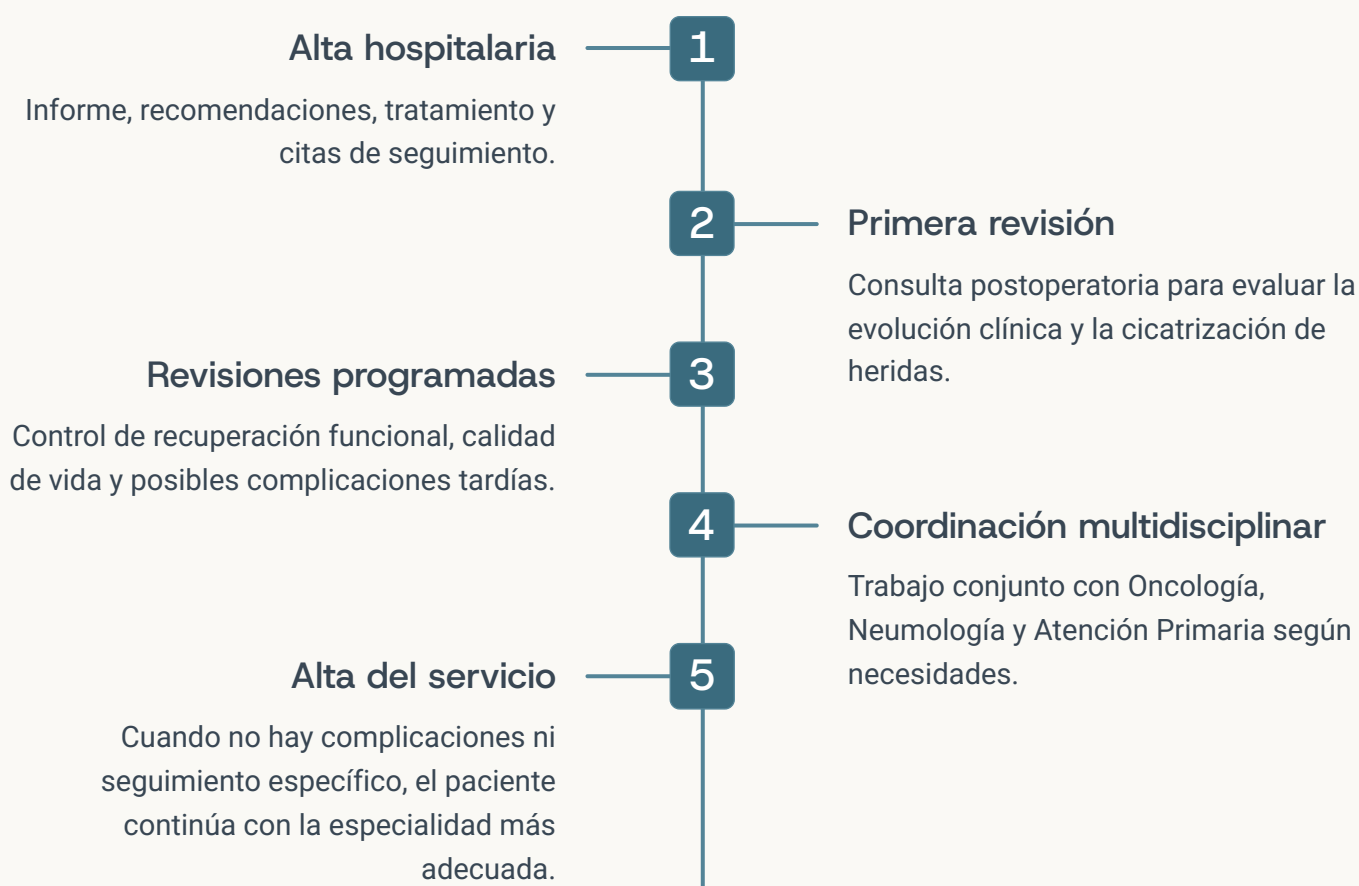 1
Alta hospitalaria
Informe, recomendaciones, tratamiento y
citas de seguimiento.
2
Primera revisión
Consulta postoperatoria para evaluar la
evolución clínica y la cicatrización de
heridas.
3
Revisiones programadas
Control de recuperación funcional, calidad
de vida y posibles complicaciones tardías.
4
Coordinación multidisciplinar
Trabajo conjunto con Oncología,
Neumología y Atención Primaria según
necesidades.
5
Alta del servicio
Cuando no hay complicaciones ni
seguimiento específico, el paciente
continúa con la especialidad más
adecuada.